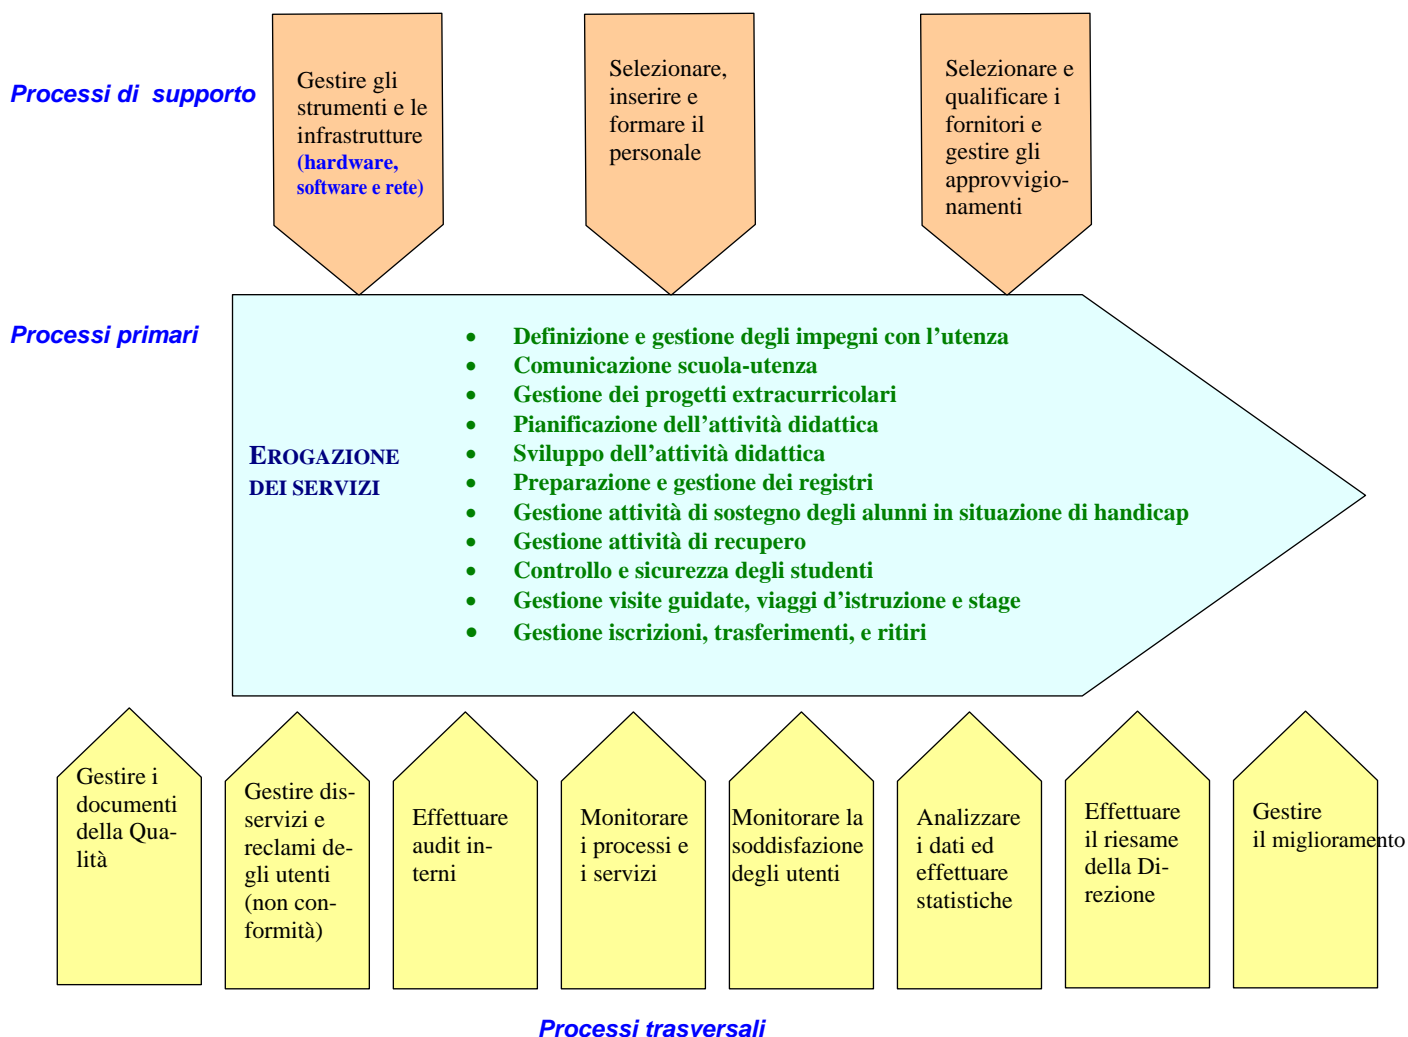 Processi di  supporto
Gestire gli
strumenti e le
infrastrutture
(hardware,
software e rete)
Selezionare,
inserire e
formare il
personale
Selezionare e
qualificare i
fornitori e
gestire gli
approvvigio-
namenti
Processi primari
EROGAZIONE
DEI SERVIZI
• Definizione e gestione degli impegni con l’utenza
• Comunicazione scuola-utenza
• Gestione dei progetti extracurricolari
• Pianificazione dell’attività didattica
• Sviluppo dell’attività didattica
• Preparazione e gestione dei registri
• Gestione attività di sostegno degli alunni in situazione di handicap
• Gestione attività di recupero
• Controllo e sicurezza degli studenti
• Gestione visite guidate, viaggi d’istruzione e stage
• Gestione iscrizioni, trasferimenti, e ritiri
Gestire i
documenti
della Qua-
lità
Gestire dis-
servizi e
reclami de-
gli utenti
(non con-
formità)
Effettuare
audit in-
terni
Monitorare
i processi e
i servizi
Monitorare la
soddisfazione
degli utenti
Analizzare
i dati ed
effettuare
statistiche
Effettuare
il riesame
della Di-
rezione
Gestire
il miglioramento
Processi trasversali